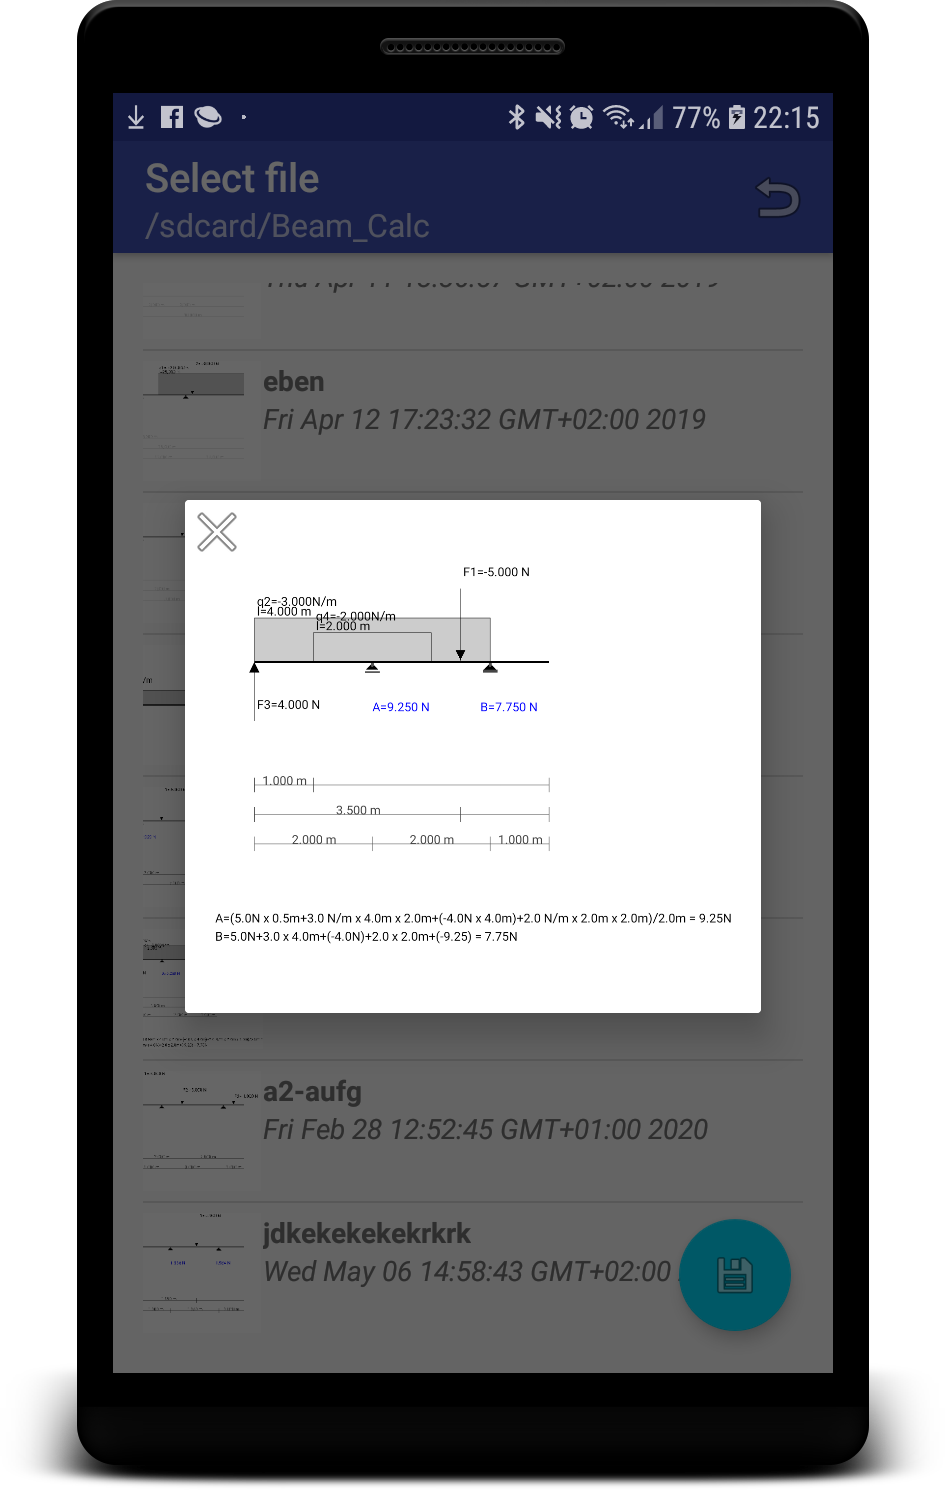 77% 22:15
Select file
/sdcard/Beam_Calc
eben
Fri Apr 12 17:23:32 GMT+02:00 2019
F1=-5.000 N
q2=-3.000N/m
l=4.000 m
q4=-2.000N/m
l=2.000 m
/m
F3=4.000 N
A=9.250 N
B=7.750 N
1.000 m
3.500 m
2.000 m 2.000 m 1.000 m
A=(5.0N x 0.5m+3.0 N/m x 4.0m x 2.0m+(-4.0N x 4.0m)+2.0 N/m x 2.0m x 2.0m)/2.0m = 9.25N
B=5.0N+3.0 x 4.0m+(-4.0N)+2.0 x 2.0m+(-9.25) = 7.75N
a2-aufg
Fri Feb 28 12:52:45 GMT+01:00 2020
jdkekekekekrkrk
Wed May 06 14:58:43 GMT+02:00